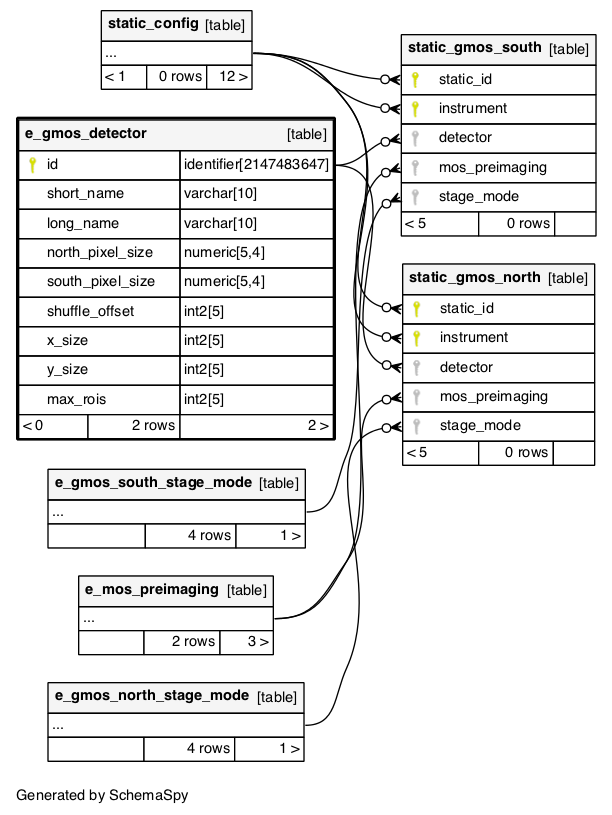 static_config [table]
...
< 1 0 rows 12 >
static_gmos_south [table]
static_id
instrument
detector
mos_preimaging
stage_mode
< 5 0 rows
e_gmos_detector [table]
id identifier[2147483647]
short_name varchar[10]
long_name varchar[10]
north_pixel_size numeric[5,4]
south_pixel_size numeric[5,4]
shuffle_offset int2[5]
x_size int2[5]
y_size int2[5]
max_rois int2[5]
< 0 2 rows 2 >
static_gmos_north [table]
static_id
instrument
detector
mos_preimaging
stage_mode
< 5 0 rows
e_gmos_south_stage_mode [table]
...
4 rows 1 >
e_mos_preimaging [table]
...
2 rows 3 >
e_gmos_north_stage_mode [table]
...
4 rows 1 >
Generated by SchemaSpy